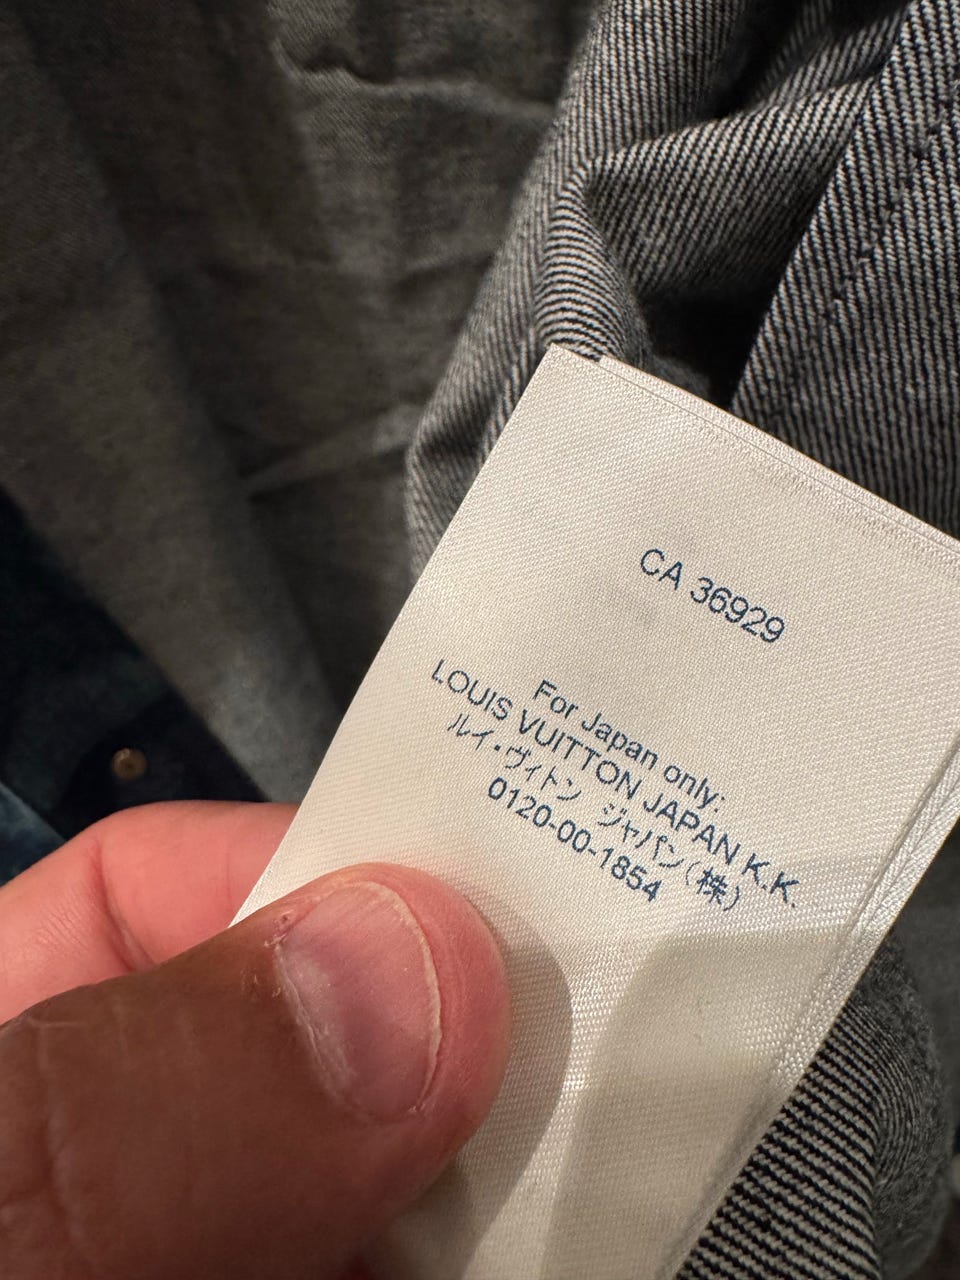 CA 36929
For Japan only:
LOUIS VUITTON JAPAN K.K.
ルイ・ヴィトン ジャパン(株)
0120-00-1854